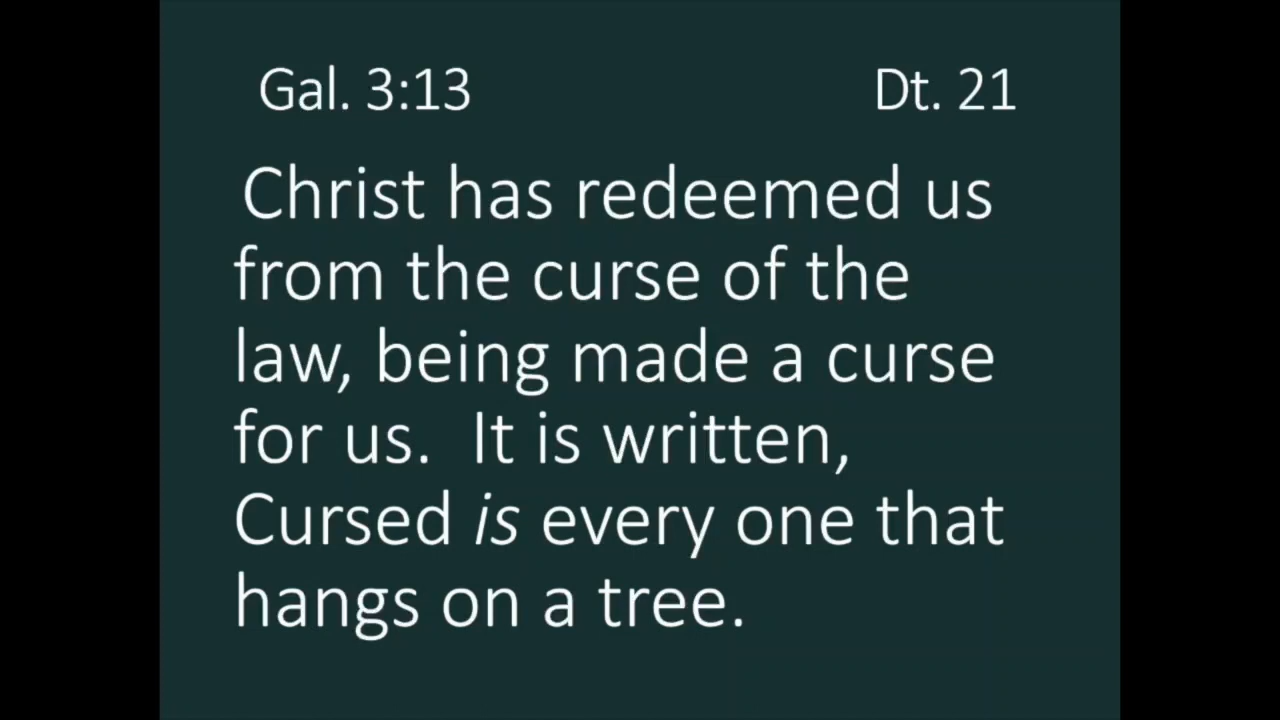 Gal. 3:13 Dt. 21
Christ has redeemed us
from the curse of the
law, being made a curse
for us.  It is written,
Cursed is every one that
hangs on a tree.